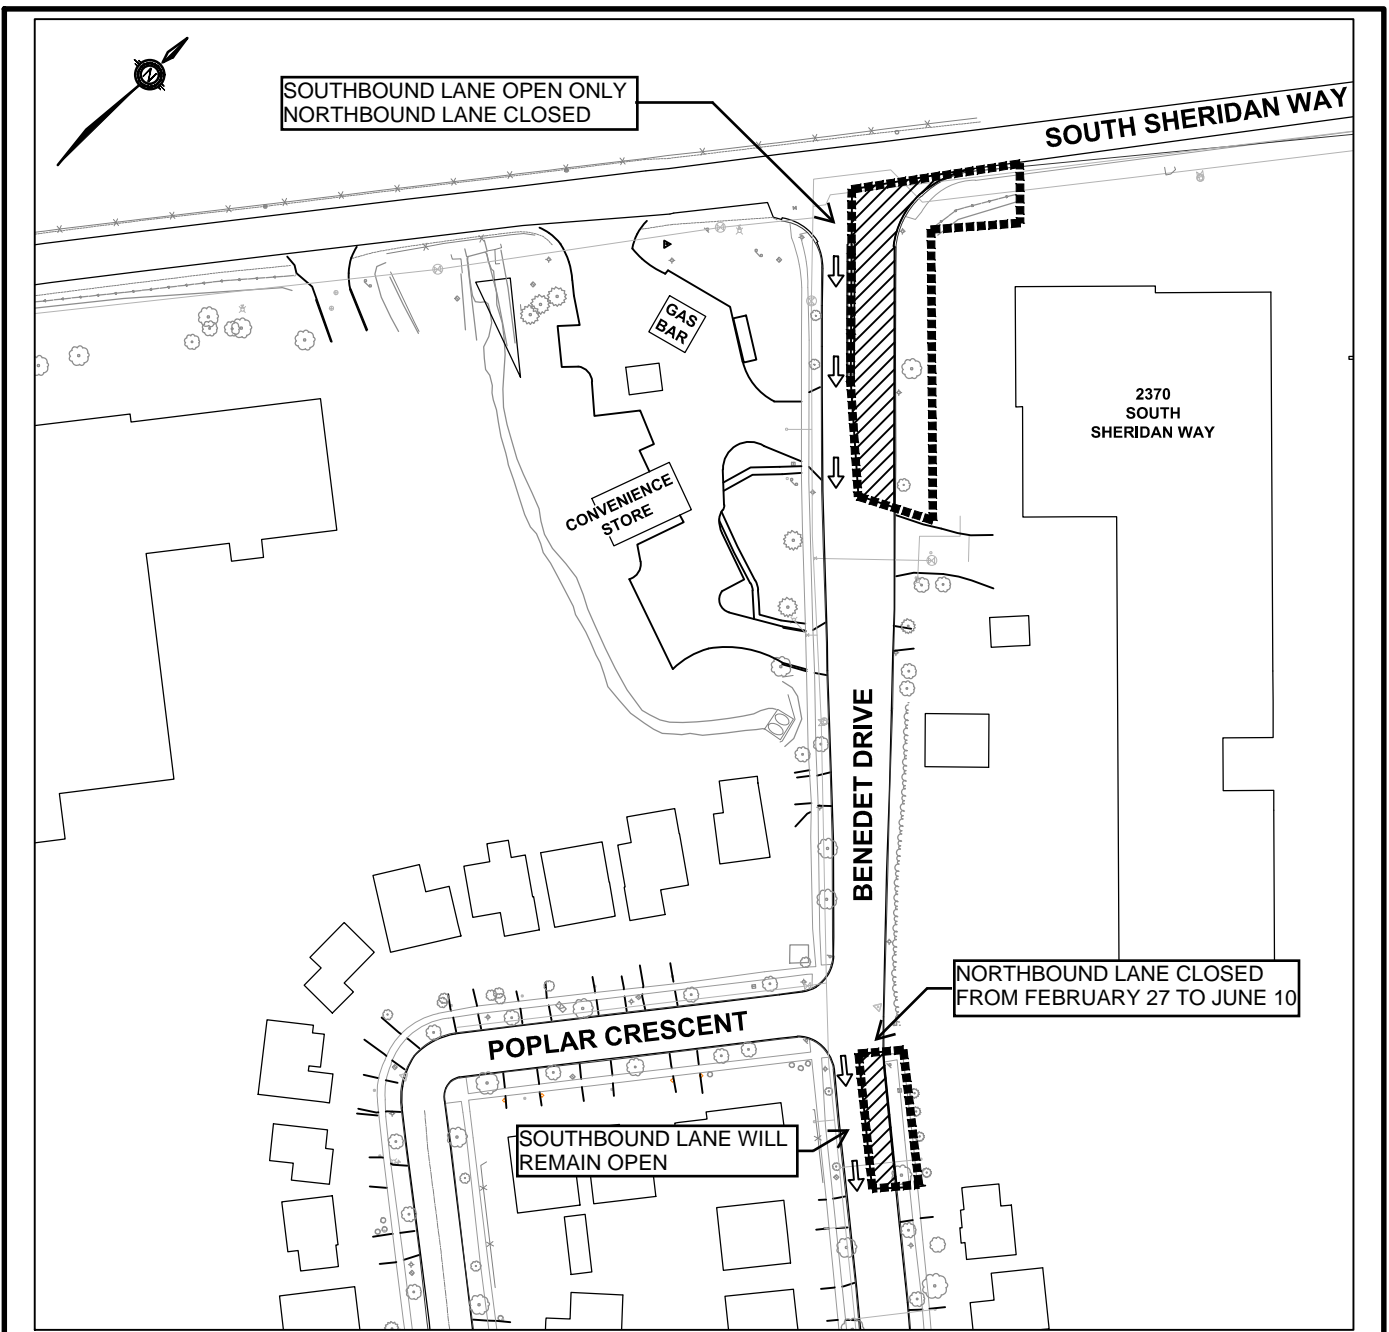 N
SOUTHBOUND LANE OPEN ONLY
NORTHBOUND LANE CLOSED
SOUTH SHERIDAN WAY
GAS
BAR
2370
SOUTH
SHERIDAN WAY
CONVENIENCE
STORE
BENEDET DRIVE
NORTHBOUND LANE CLOSED
FROM FEBRUARY 27 TO JUNE 10
POPLAR CRESCENT
SOUTHBOUND LANE WILL
REMAIN OPEN